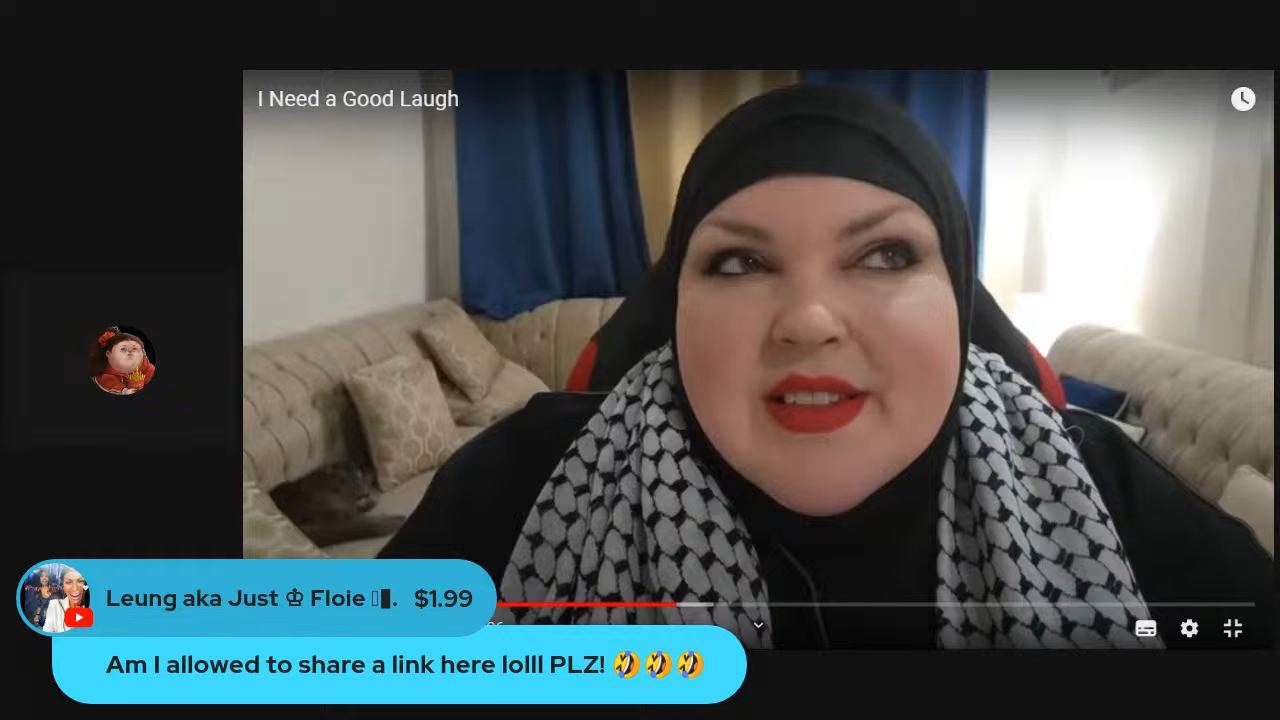 I Need a Good Laugh
Leung aka Just ♔ Floie ▯▮. $1.99
Am I allowed to share a link here lolll PLZ! 🤣🤣🤣